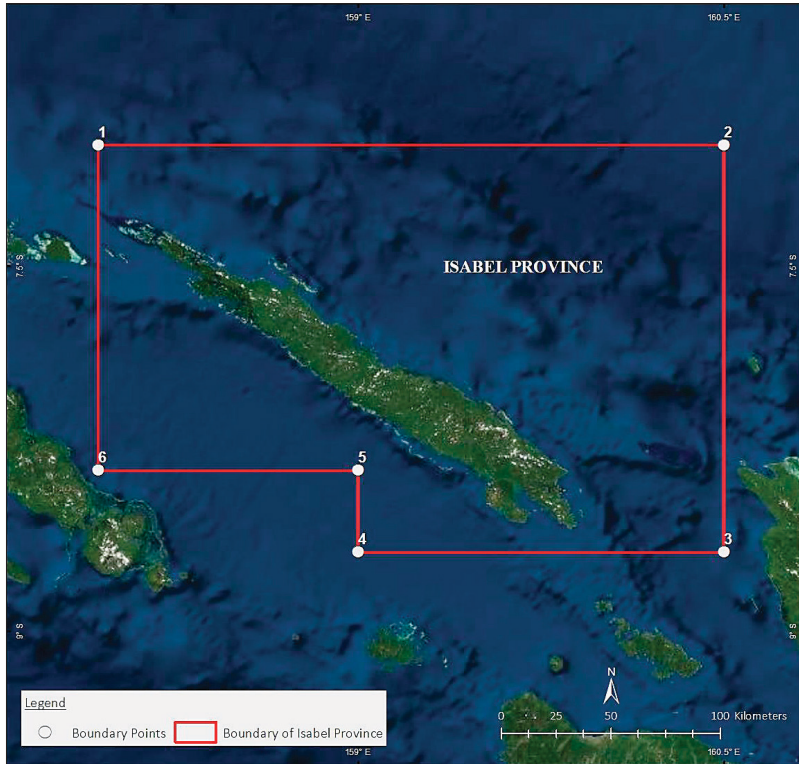 159° E
160.5° E
1
2
ISABEL PROVINCE
7.5° S
7.5° S
6
5
4
3
9° S
9° S
N
Legend
Boundary Points
Boundary of Isabel Province
0 25 50 100 Kilometers
159° E
160.5° E